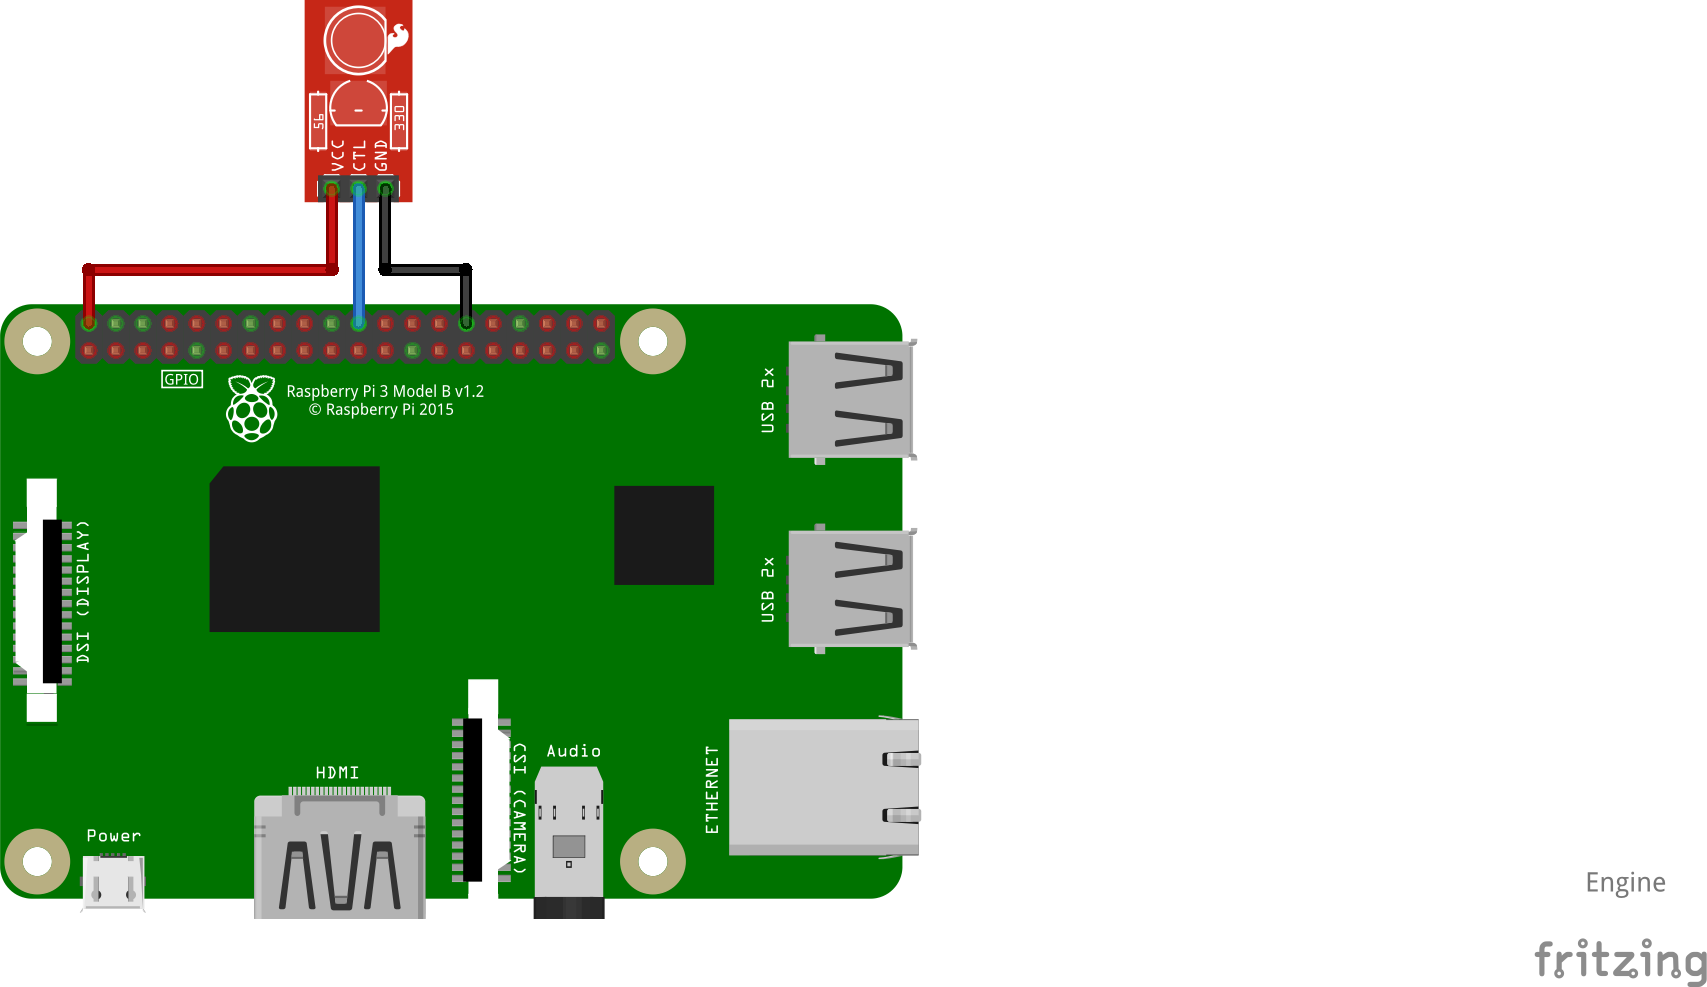 56
330
VCC
CTL
GND
GPIO
Raspberry Pi 3 Model B v1.2
© Raspberry Pi 2015
USB 2x
DSI (DISPLAY)
USB 2x
HDMI
CSI (CAMERA)
Audio
ETHERNET
Power
Engine
fritzing